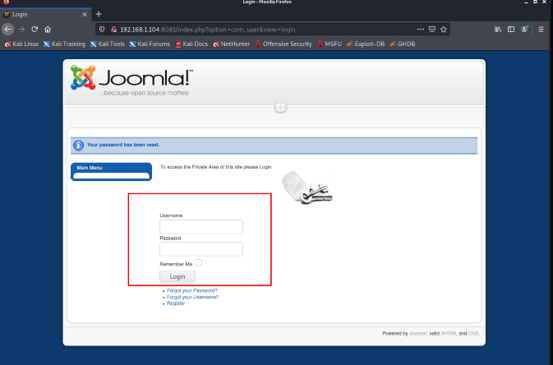 Login - Mozilla Firefox
Login
192.168.1.104:8081/index.php?option=com_user&view=login
Kali Linux Kali Training Kali Tools Kali Forums Kali Docs NetHunter Offensive Security MSFU Exploit-DB GHDB
Joomla!™
...because open source matters
Your password has been reset.
Main Menu
To access the Private Area of this site please Login
Username
Password
Remember Me
Login
Forgot your Password?
Forgot your Username?
Register
Powered by Joomla!. valid XHTML and CSS.